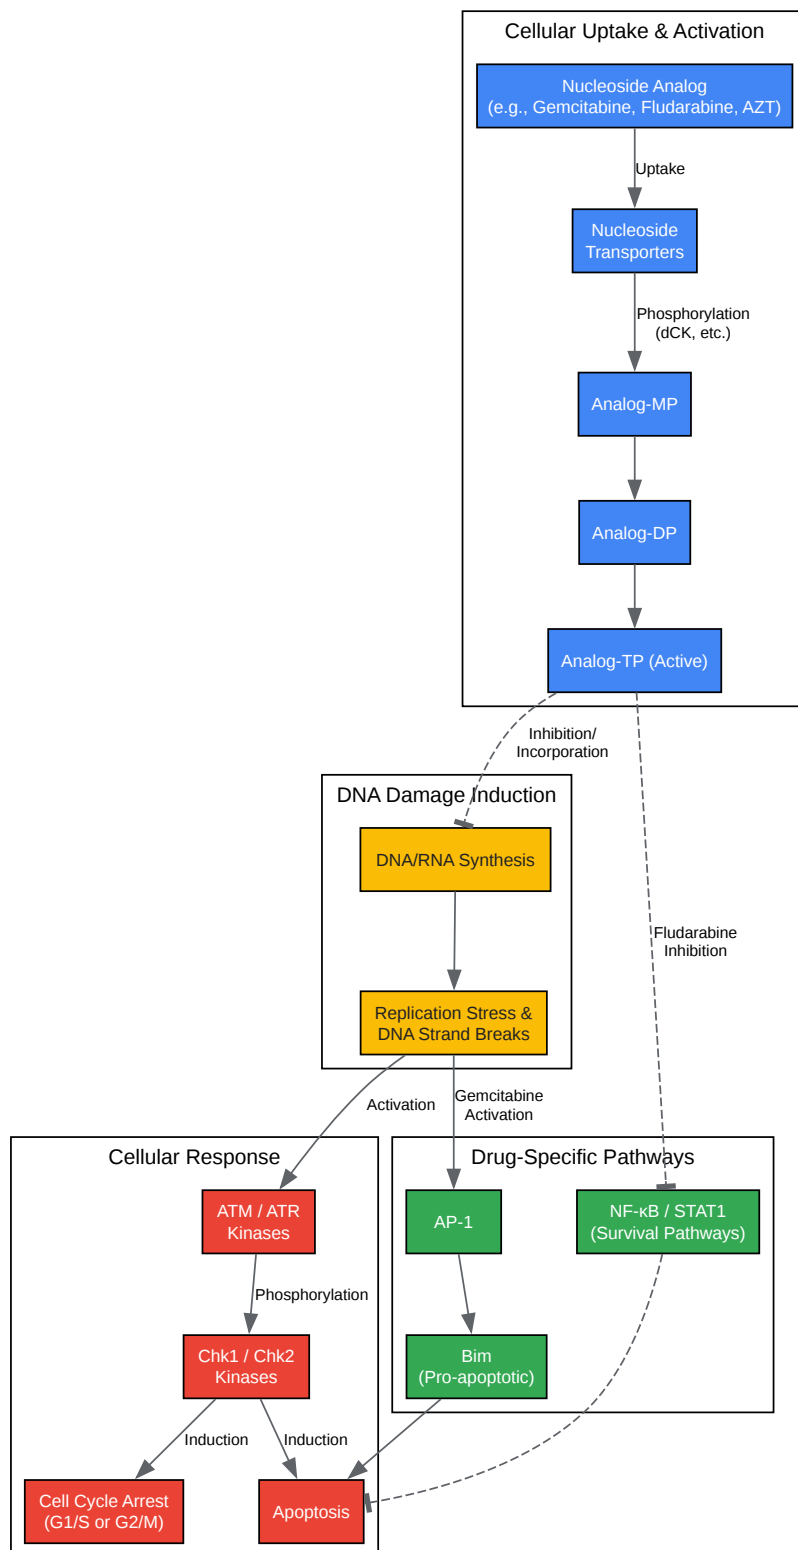 Cellular Uptake & Activation
Nucleoside Analog
(e.g., Gemcitabine, Fludarabine, AZT)
Uptake
Nucleoside
Transporters
Phosphorylation
(dCK, etc.)
Analog-MP
Analog-DP
Analog-TP (Active)
Inhibition/
Incorporation
DNA Damage Induction
DNA/RNA Synthesis
Fludarabine
Inhibition
Replication Stress &
DNA Strand Breaks
Activation
Gemcitabine
Activation
Cellular Response
ATM / ATR
Kinases
Phosphorylation
Chk1 / Chk2
Kinases
Induction
Induction
Cell Cycle Arrest
(G1/S or G2/M)
Apoptosis
Drug-Specific Pathways
AP-1
NF-κB / STAT1
(Survival Pathways)
Bim
(Pro-apoptotic)